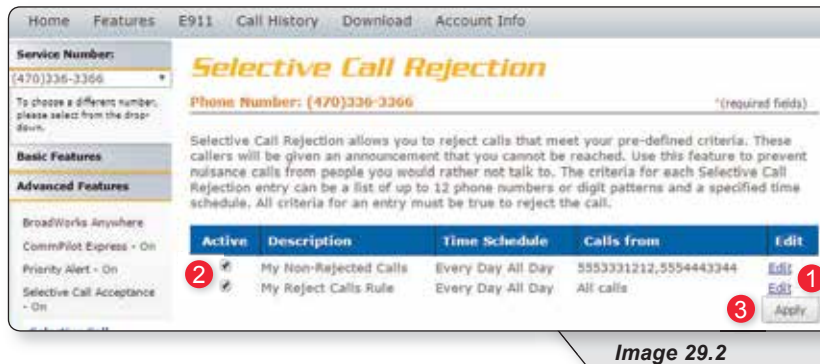 Home Features E911 Call History Download Account Info
Service Number:
(470)336-3366
To choose a different number,
please select from the drop-
down.
Basic Features
Advanced Features
BroadWorks Anywhere
CommPilot Express - On
Priority Alert - On
Selective Call Acceptance
- On
Selective Call
Selective Call Rejection
Phone Number: (470)336-3366 *(required fields)
Selective Call Rejection allows you to reject calls that meet your pre-defined criteria. These
callers will be given an announcement that you cannot be reached. Use this feature to prevent
nuisance calls from people you would rather not talk to. The criteria for each Selective Call
Rejection entry can be a list of up to 12 phone numbers or digit patterns and a specified time
schedule. All criteria for an entry must be true to reject the call.
Active Description Time Schedule Calls from Edit
2 My Non-Rejected Calls Every Day All Day 5553331212,5554443344 Edit 1
My Reject Calls Rule Every Day All Day All calls Edit
3 Apply
Image 29.2